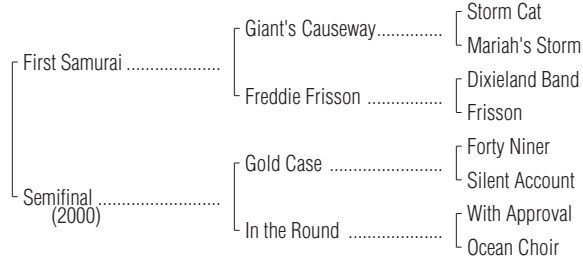 Storm Cat
Giant's Causeway..............
Mariah's Storm
First Samurai ....................
Dixieland Band
Freddie Frisson ................
Frisson
Forty Niner
Gold Case ........................
Silent Account
Semifinal ..........................
(2000)
With Approval
In the Round ....................
Ocean Choir